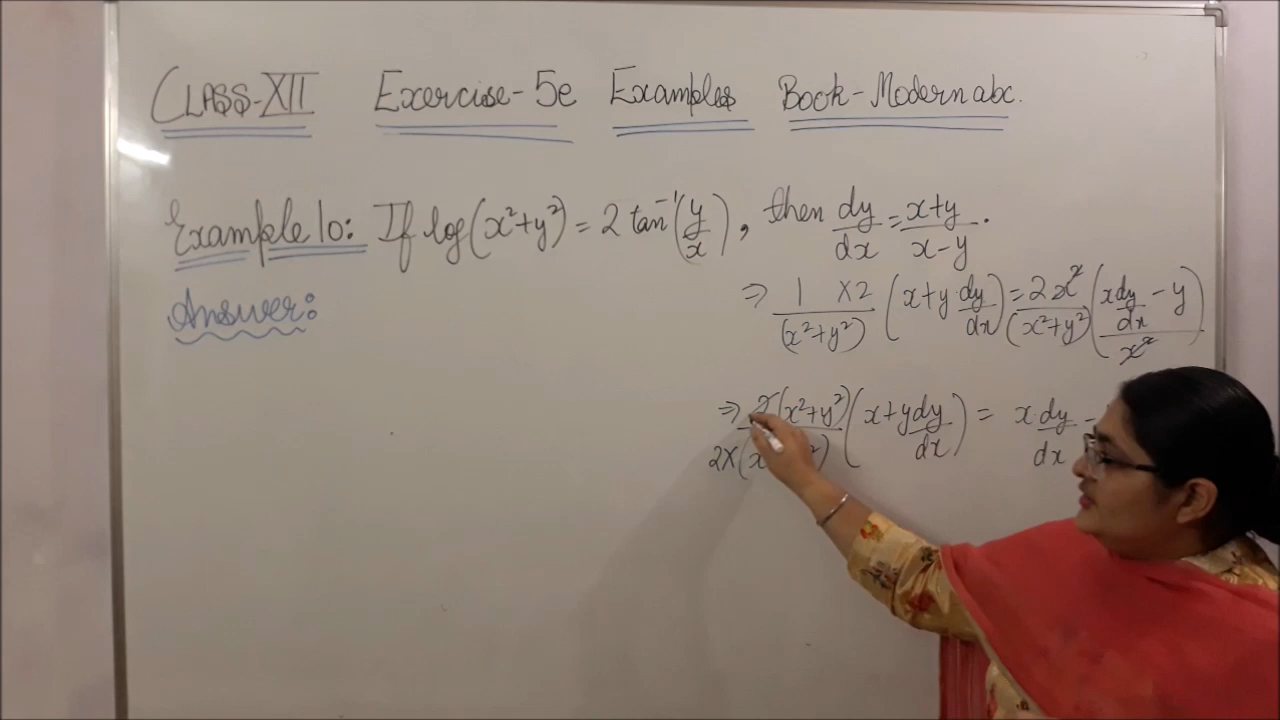 CLASS-XII Exercise-5e Examples Book-Modern abc.
Example 10: If log(x²+y²) = 2 tan⁻¹(y/x), then dy/dx = x+y/x-y.
Answer:
⇒ 1 x2/(x²+y²) (x+y dy/dx) = 2x²/(x²+y²) (x dy/dx - y/x²)
⇒ 2(x²+y²)/2x(x ²) (x+y dy/dx) = x dy/dx -